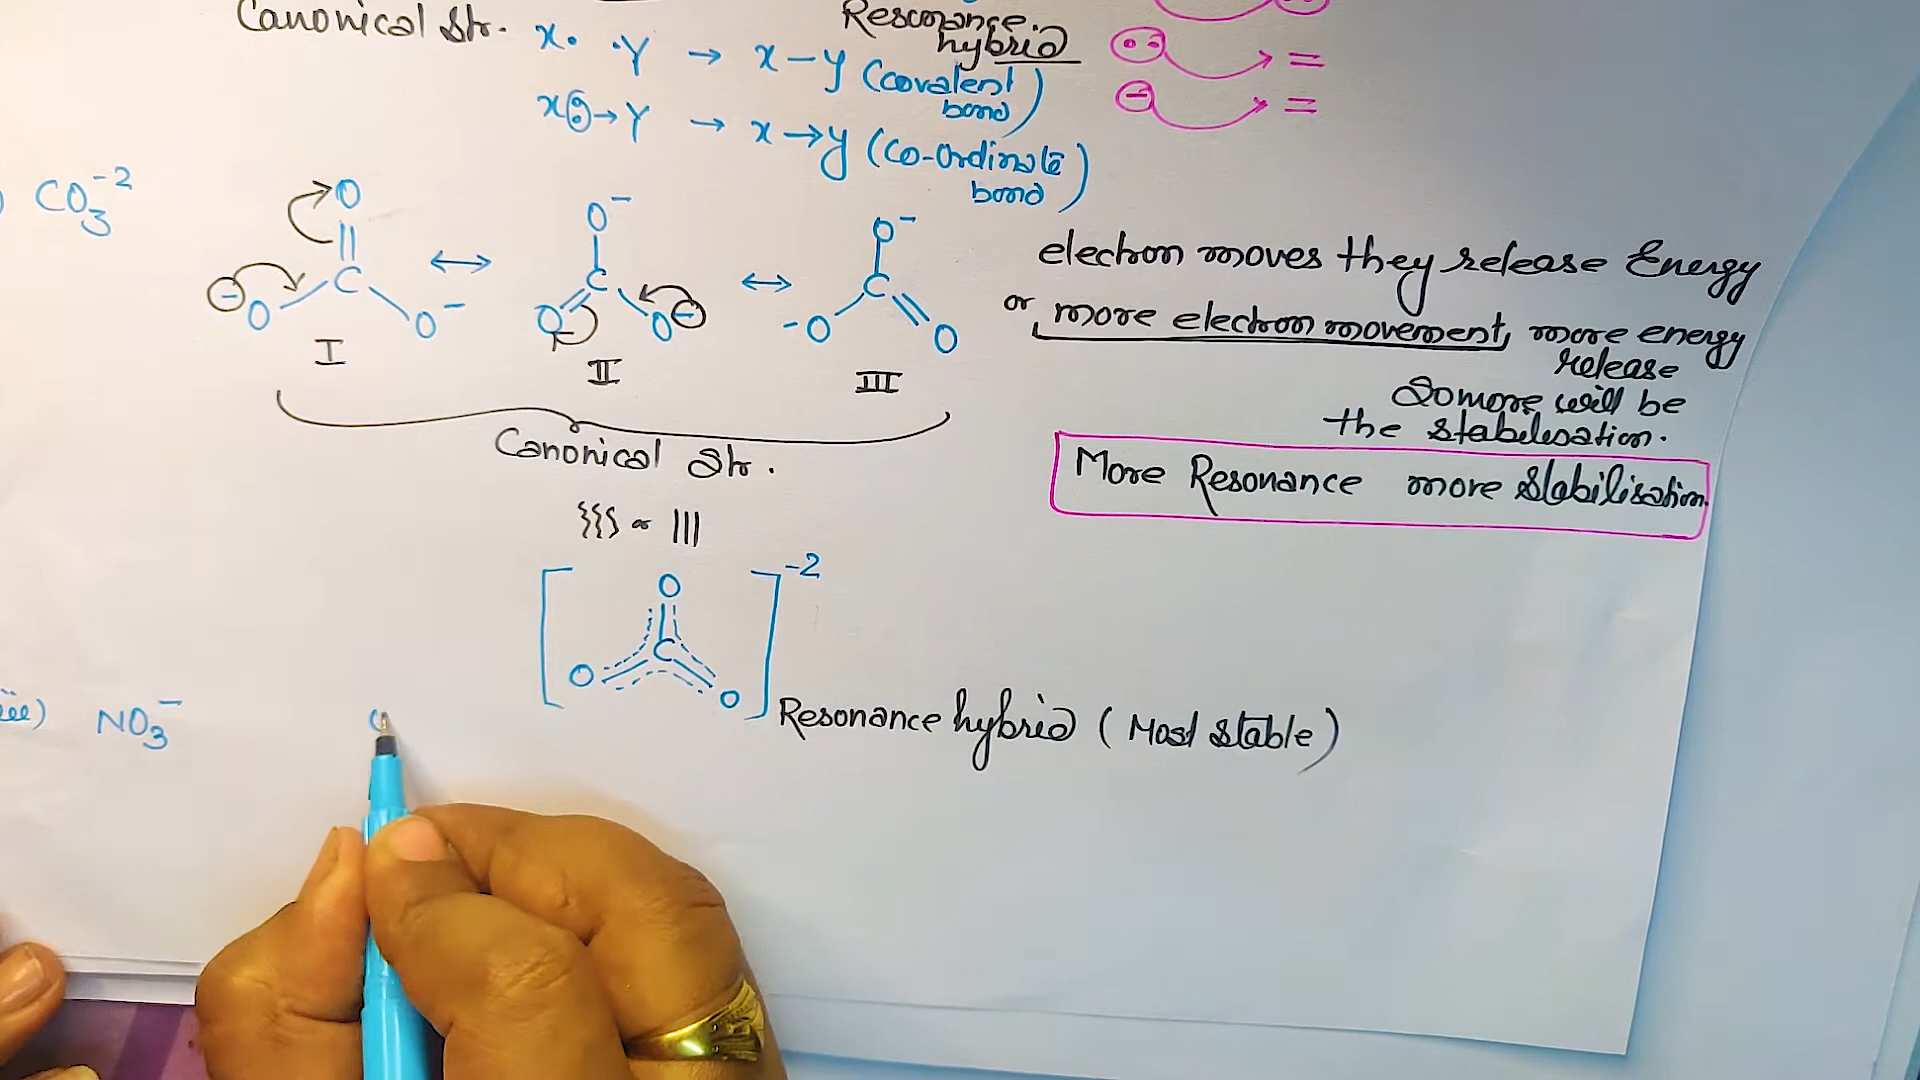 Canonical Str.
Resonance
hybrid
x· ·Y → x–y (covalent
bond)
x:→Y → x→y (Co-Ordinate
bond)
=
=
CO₃⁻²
O
C
⊖O O⁻
I
↔
O⁻
C
O O⊖
II
↔
O⁻
C
-O O
III
Canonical Str.
electron moves they release Energy
or more electron movement, more energy
release
So more will be
the stabilisation.
More Resonance more stabilisation.
⌇⌇⌇ or |||
[O C O O]⁻²
Resonance hybrid (Most stable)
iii) NO₃⁻